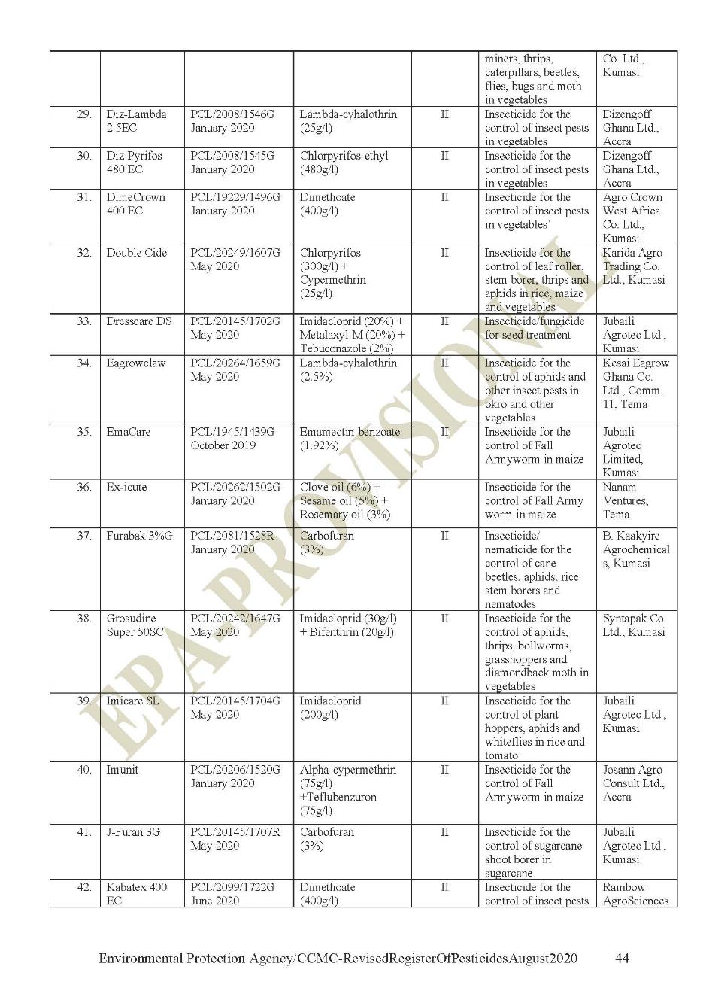 miners, thrips,
caterpillars, beetles,
flies, bugs and moth
in vegetables
Co. Ltd.,
Kumasi
29.
Diz-Lambda
2.5EC
PCL/2008/1546G
January 2020
Lambda-cyhalothrin
(25g/l)
II
Insecticide for the
control of insect pests
in vegetables
Dizengoff
Ghana Ltd.,
Accra
30.
Diz-Pyrifos
480 EC
PCL/2008/1545G
January 2020
Chlorpyrifos-ethyl
(480g/l)
II
Insecticide for the
control of insect pests
in vegetables
Dizengoff
Ghana Ltd.,
Accra
31.
DimeCrown
400 EC
PCL/19229/1496G
January 2020
Dimethoate
(400g/l)
II
Insecticide for the
control of insect pests
in vegetables`
Agro Crown
West Africa
Co. Ltd.,
Kumasi
32.
Double Cide
PCL/20249/1607G
May 2020
Chlorpyrifos
(300g/l) +
Cypermethrin
(25g/l)
II
Insecticide for the
control of leaf roller,
stem borer, thrips and
aphids in rice, maize
and vegetables
Karida Agro
Trading Co.
Ltd., Kumasi
33.
Dresscare DS
PCL/20145/1702G
May 2020
Imidacloprid (20%) +
Metalaxyl-M (20%) +
Tebuconazole (2%)
II
Insecticide/fungicide
for seed treatment
Jubaili
Agrotec Ltd.,
Kumasi
34.
Eagrowclaw
PCL/20264/1659G
May 2020
Lambda-cyhalothrin
(2.5%)
II
Insecticide for the
control of aphids and
other insect pests in
okro and other
vegetables
Kesai Eagrow
Ghana Co.
Ltd., Comm.
11, Tema
35.
EmaCare
PCL/1945/1439G
October 2019
Emamectin-benzoate
(1.92%)
II
Insecticide for the
control of Fall
Armyworm in maize
Jubaili
Agrotec
Limited,
Kumasi
36.
Ex-icute
PCL/20262/1502G
January 2020
Clove oil (6%) +
Sesame oil (5%) +
Rosemary oil (3%)
Insecticide for the
control of Fall Army
worm in maize
Nanam
Ventures,
Tema
37.
Furabak 3%G
PCL/2081/1528R
January 2020
Carbofuran
(3%)
II
Insecticide/
nematicide for the
control of cane
beetles, aphids, rice
stem borers and
nematodes
B. Kaakyire
Agrochemical
s, Kumasi
38.
Grosudine
Super 50SC
PCL/20242/1647G
May 2020
Imidacloprid (30g/l)
+ Bifenthrin (20g/l)
II
Insecticide for the
control of aphids,
thrips, bollworms,
grasshoppers and
diamondback moth in
vegetables
Syntapak Co.
Ltd., Kumasi
39.
Imicare SL
PCL/20145/1704G
May 2020
Imidacloprid
(200g/l)
II
Insecticide for the
control of plant
hoppers, aphids and
whiteflies in rice and
tomato
Jubaili
Agrotec Ltd.,
Kumasi
40.
Imunit
PCL/20206/1520G
January 2020
Alpha-cypermethrin
(75g/l)
+Teflubenzuron
(75g/l)
II
Insecticide for the
control of Fall
Armyworm in maize
Josann Agro
Consult Ltd.,
Accra
41.
J-Furan 3G
PCL/20145/1707R
May 2020
Carbofuran
(3%)
II
Insecticide for the
control of sugarcane
shoot borer in
sugarcane
Jubaili
Agrotec Ltd.,
Kumasi
42.
Kabatex 400
EC
PCL/2099/1722G
June 2020
Dimethoate
(400g/l)
II
Insecticide for the
control of insect pests
Rainbow
AgroSciences
EPA-PROVISIONAL
Environmental Protection Agency/CCMC-RevisedRegisterOfPesticidesAugust2020 44